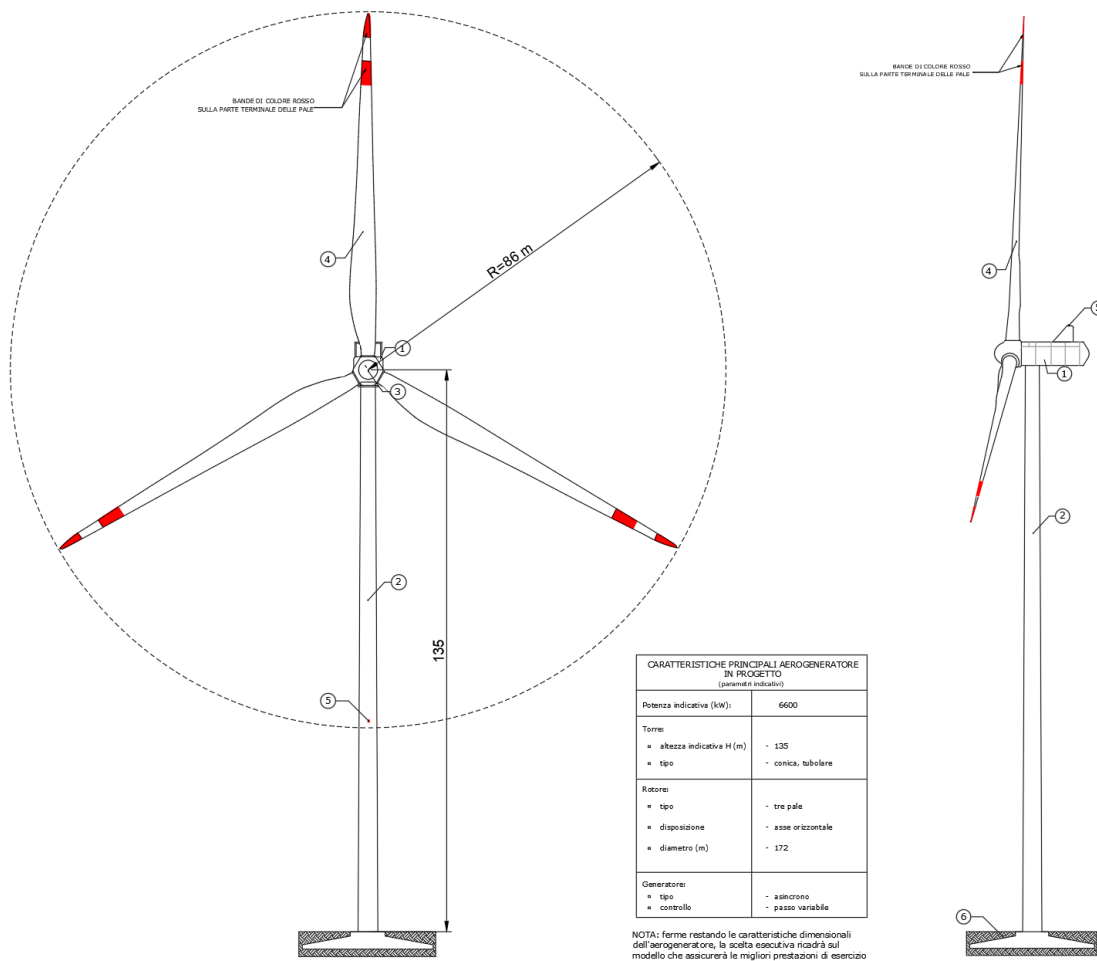 BANDE DI COLORE ROSSO
SULLA PARTE TERMINALE DELLE PALE
R=86 m
4
1
3
2
135
5
BANDE DI COLORE ROSSO
SULLA PARTE TERMINALE DELLE PALE
4
1
2
6
CARATTERISTICHE PRINCIPALI AEROGENERATORE
IN PROGETTO
(parametri indicativi)
Potenza indicativa (kW): 6600
Torre:
altezza indicativa H (m) - 135
tipo - conica, tubolare
Rotore:
tipo - tre pale
disposizione - asse orizzontale
diametro (m) - 172
Generatore:
tipo - asincrono
controllo - passo variabile
NOTA: ferme restando le caratteristiche dimensionali
dell'aerogeneratore, la scelta esecutiva ricadrà sul
modello che assicurerà le migliori prestazioni di esercizio